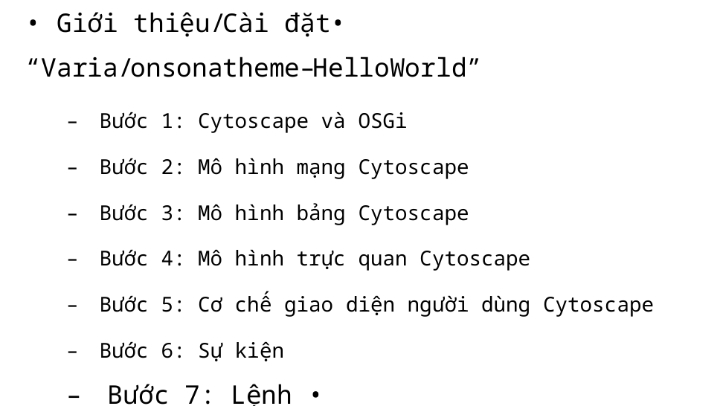 • Giới thiệu/Cài đặt•
“Varia/onsonatheme–HelloWorld”
– Bước 1: Cytoscape và OSGi
– Bước 2: Mô hình mạng Cytoscape
– Bước 3: Mô hình bảng Cytoscape
– Bước 4: Mô hình trực quan Cytoscape
– Bước 5: Cơ chế giao diện người dùng Cytoscape
– Bước 6: Sự kiện
– Bước 7: Lệnh •